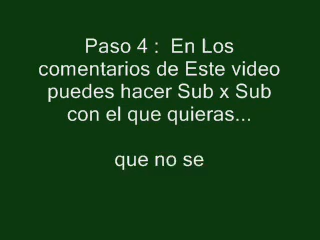 Paso 4 :  En Los
comentarios de Este video
puedes hacer Sub x Sub
con el que quieras...
que no se